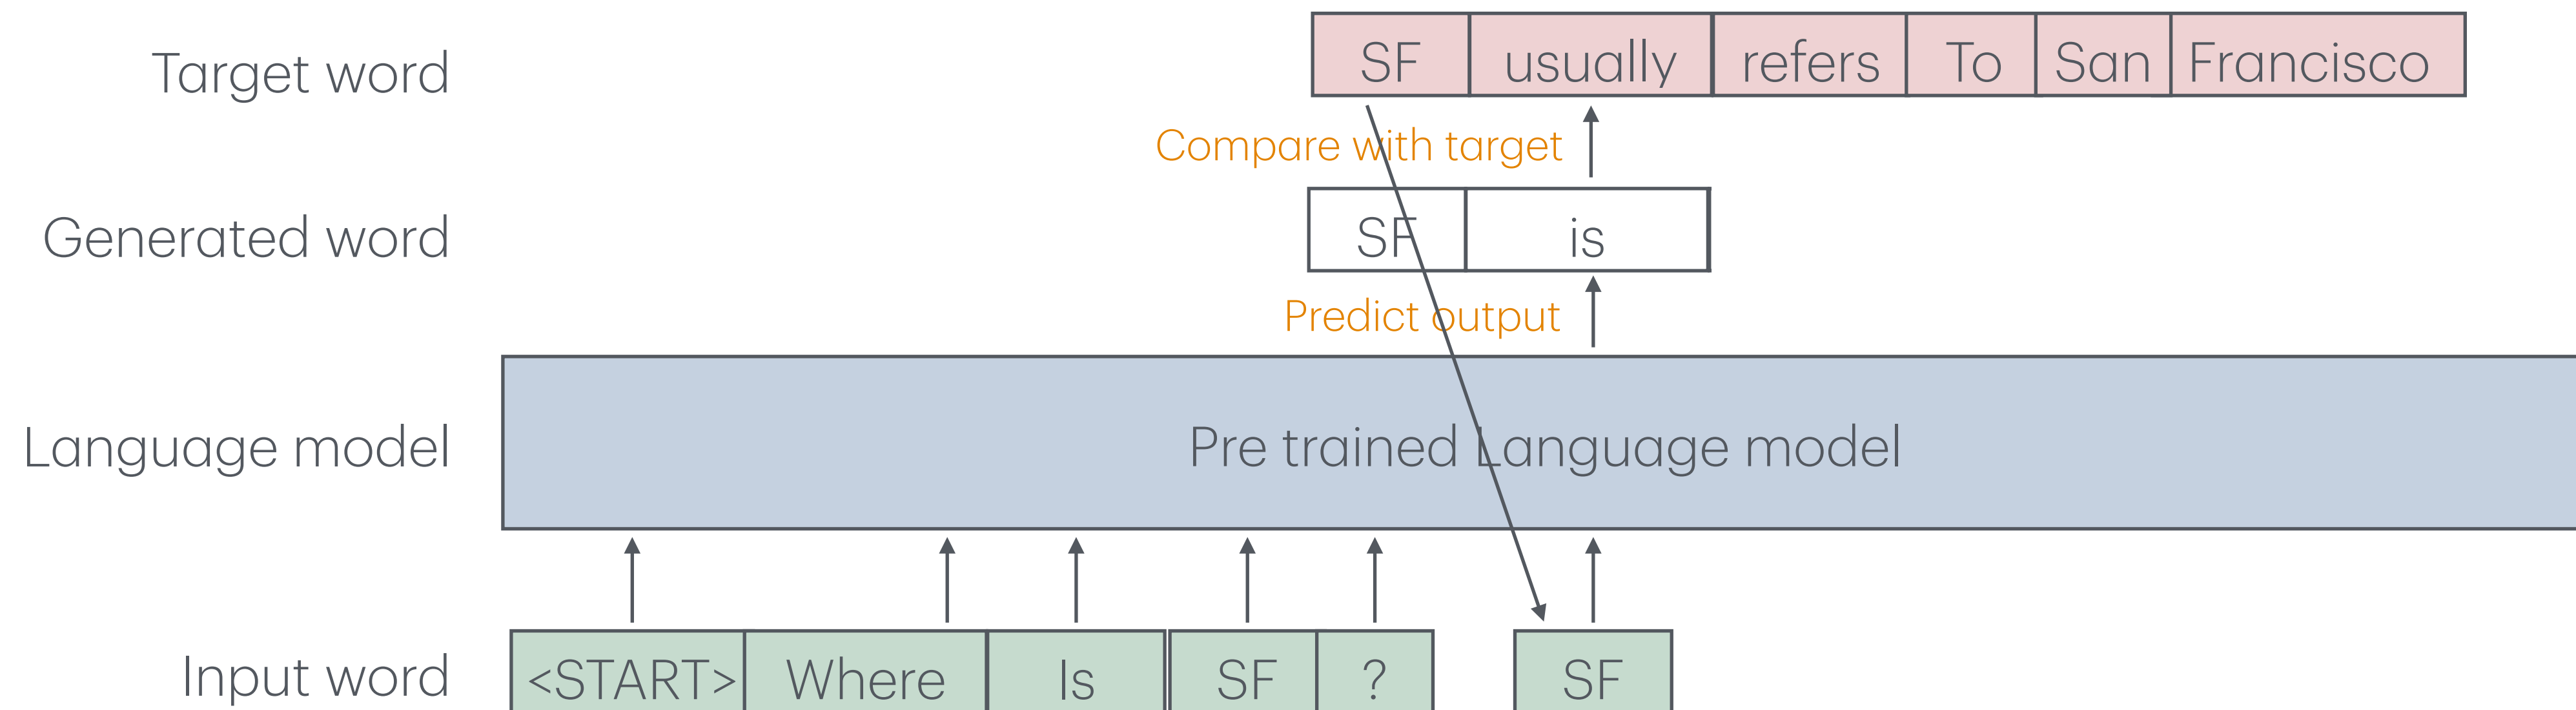 Target word SF usually refers To San Francisco
Compare with target
Generated word SF is
Predict output
Language model Pre trained Language model
Input word <START> Where Is SF ? SF